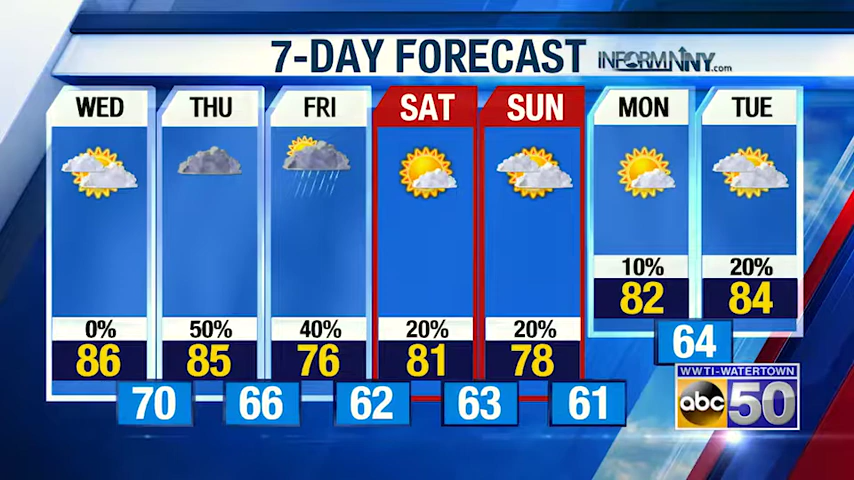 7-DAY FORECAST INFORMNNY.com
WED THU FRI SAT SUN MON TUE
10% 20%
82 84
0% 50% 40% 20% 20%
86 85 76 81 78
64
70 66 62 63 61
WWTI-WATERTOWN
abc 50